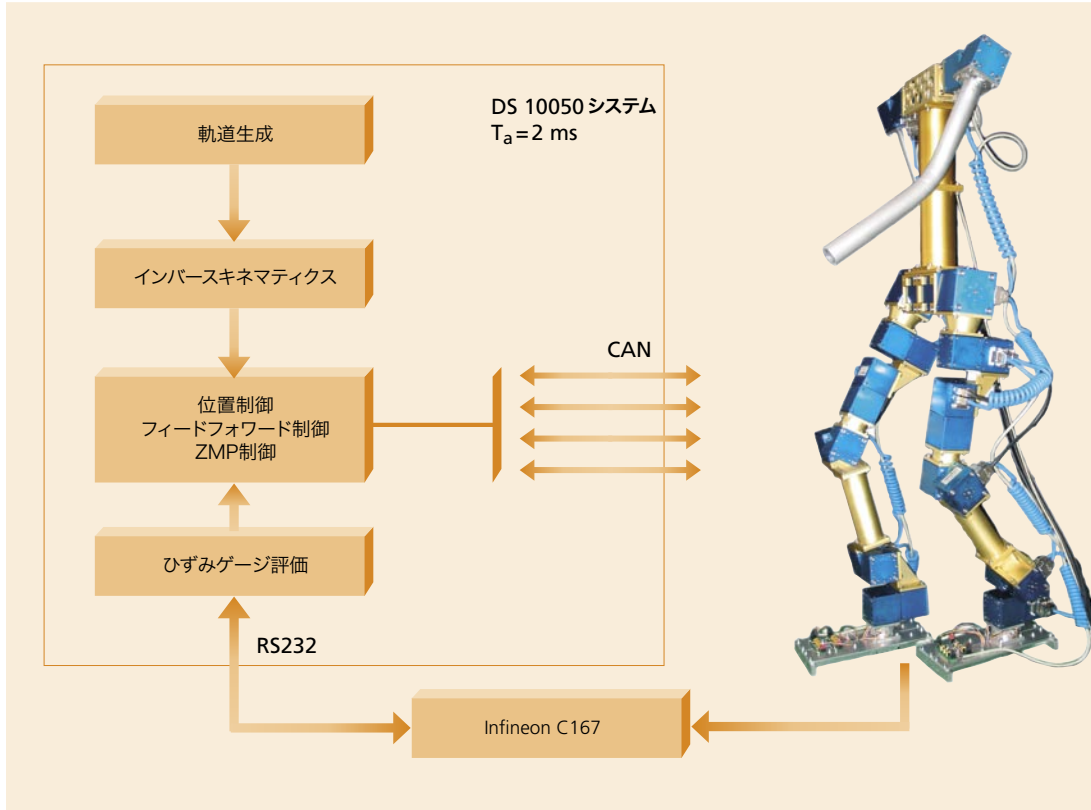 DS 10050 システム
Ta=2 ms
軌道生成
インバースキネマティクス
位置制御
フィードフォワード制御
ZMP制御
CAN
ひずみゲージ評価
RS232
Infineon C167